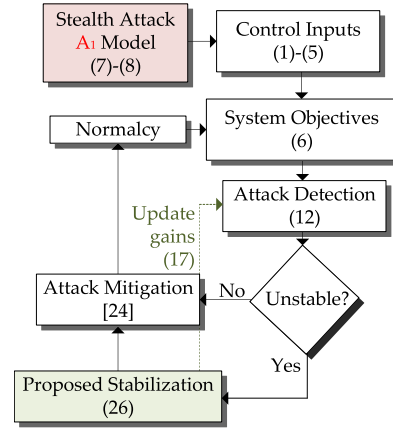 Stealth Attack
A1 Model
(7)-(8)
Control Inputs
(1)-(5)
System Objectives
(6)
Normalcy
Attack Detection
(12)
Update
gains
(17)
Attack Mitigation
[24]
No
Unstable?
Yes
Proposed Stabilization
(26)